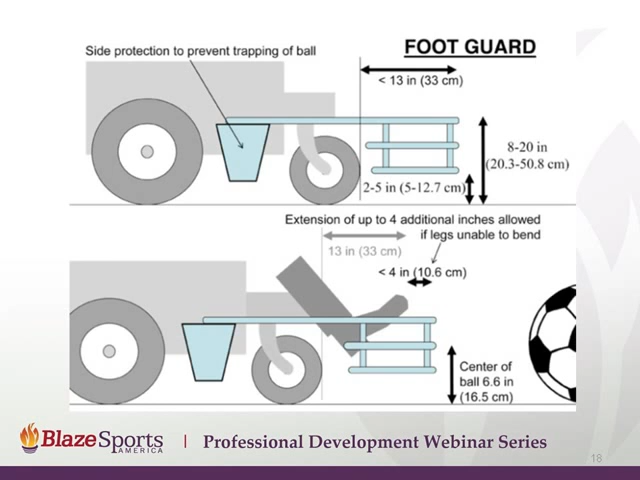 Side protection to prevent trapping of ball
FOOT GUARD
< 13 in (33 cm)
8-20 in
(20.3-50.8 cm)
2-5 in (5-12.7 cm)
Extension of up to 4 additional inches allowed
if legs unable to bend
13 in (33 cm)
< 4 in (10.6 cm)
Center of
ball 6.6 in
(16.5 cm)
BlazeSports
AMERICA
| Professional Development Webinar Series
18